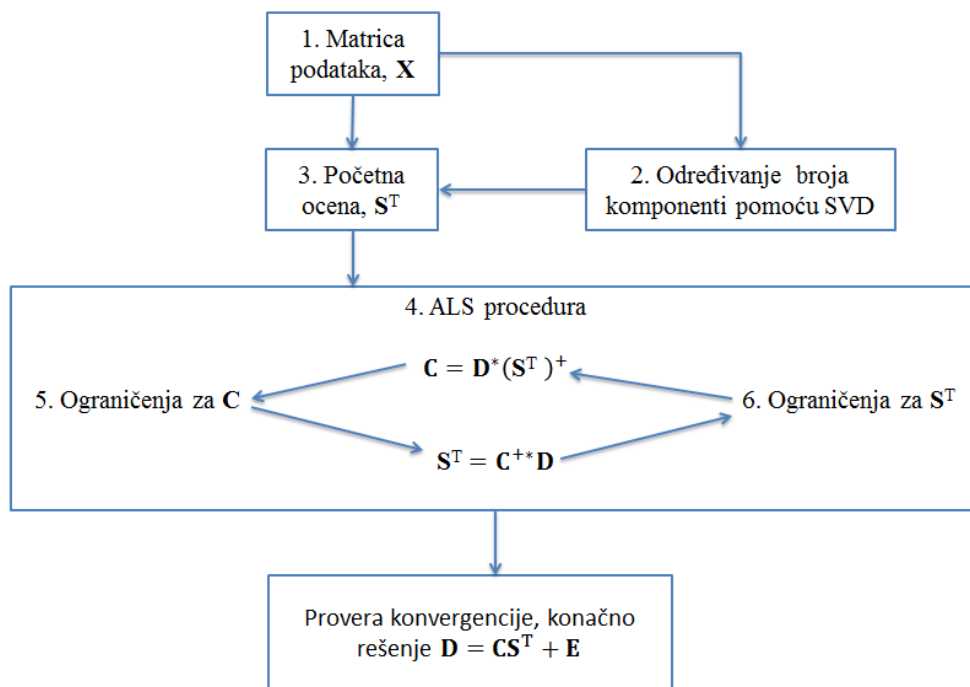 1. Matrica
podataka, X
3. Početna
ocena, Sᵀ
2. Određivanje broja
komponenti pomoću SVD
4. ALS procedura
C = D*(Sᵀ)⁺
5. Ograničenja za C
6. Ograničenja za Sᵀ
Sᵀ = C⁺*D
Provera konvergencije, konačno
rešenje D = CSᵀ + E